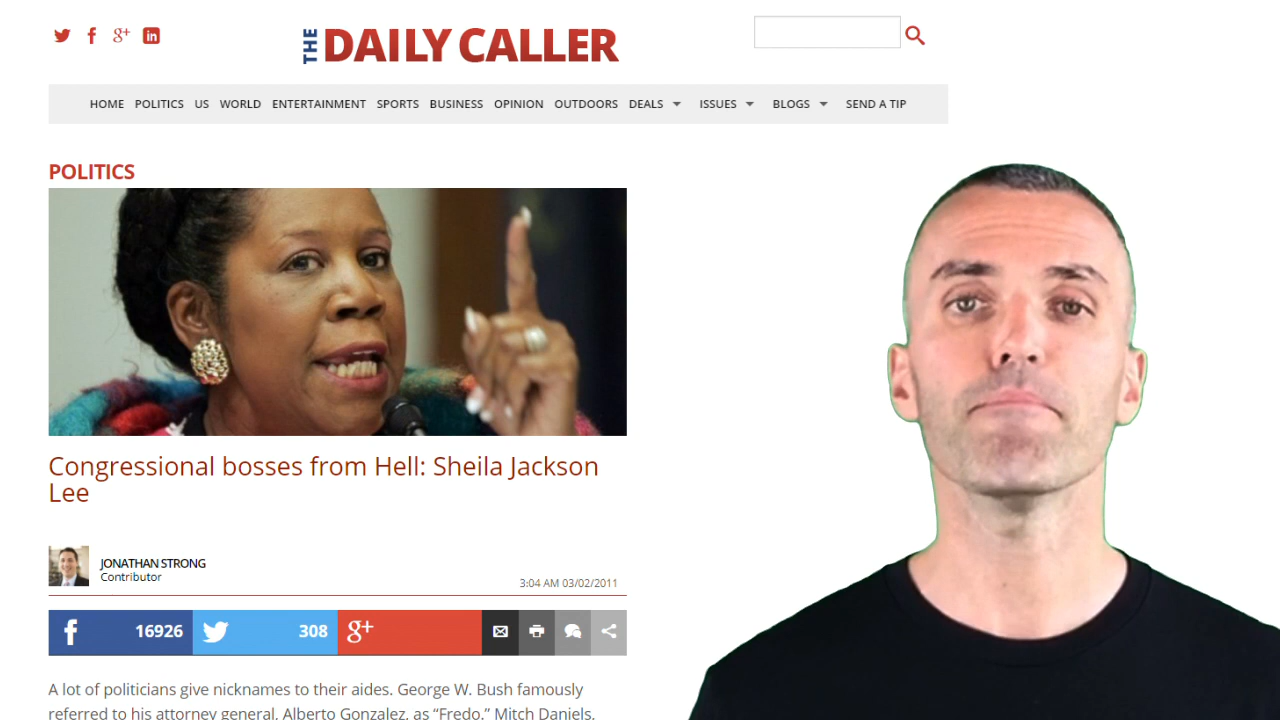 THE DAILY CALLER
HOME POLITICS US WORLD ENTERTAINMENT SPORTS BUSINESS OPINION OUTDOORS DEALS ISSUES BLOGS SEND A TIP
POLITICS
Congressional bosses from Hell: Sheila Jackson
Lee
JONATHAN STRONG
Contributor
3:04 AM 03/02/2011
16926 308
A lot of politicians give nicknames to their aides. George W. Bush famously
referred to his attorney general, Alberto Gonzalez, as “Fredo.” Mitch Daniels,